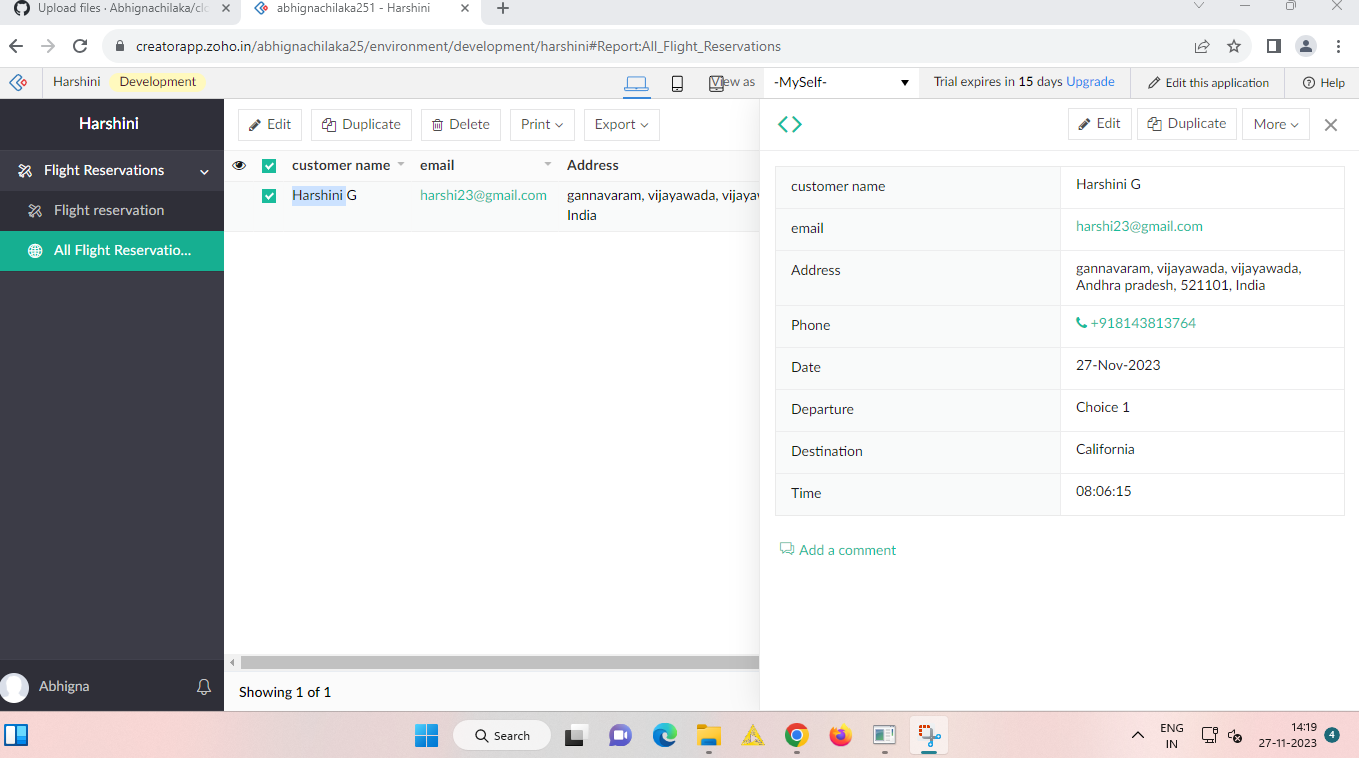 Upload files · Abhignachilaka/clo
abhignachilaka251 - Harshini
creatorapp.zoho.in/abhignachilaka25/environment/development/harshini#Report:All_Flight_Reservations
Harshini Development View as -MySelf- Trial expires in 15 days Upgrade Edit this application Help
Harshini
Flight Reservations
Flight reservation
All Flight Reservatio...
Abhigna
Edit Duplicate Delete Print Export
customer name email Address
Harshini G harshi23@gmail.com gannavaram, vijayawada, vijayav
India
Showing 1 of 1
Edit Duplicate More
customer name Harshini G
email harshi23@gmail.com
Address gannavaram, vijayawada, vijayawada,
Andhra pradesh, 521101, India
Phone +918143813764
Date 27-Nov-2023
Departure Choice 1
Destination California
Time 08:06:15
Add a comment
Search
ENG
IN
14:19
27-11-2023
4